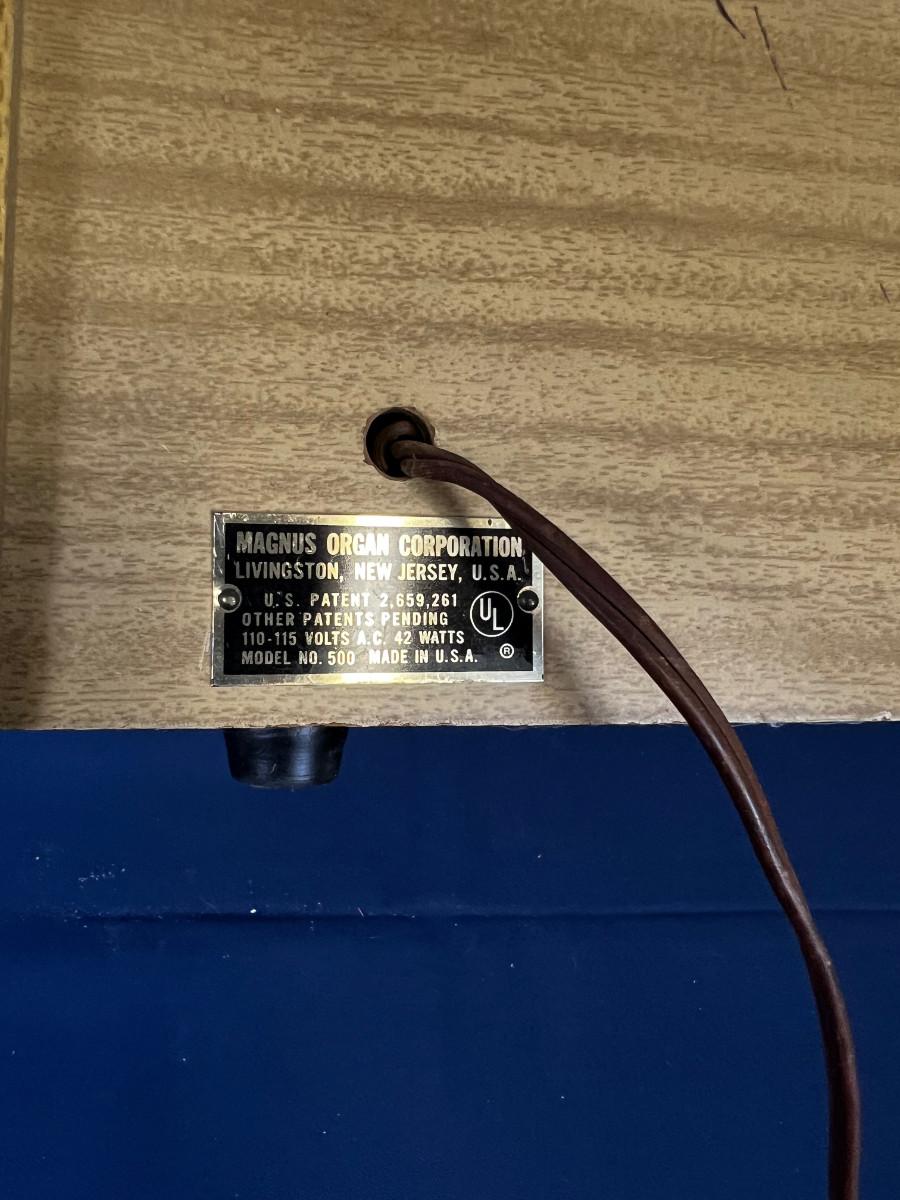 MAGNUS ORGAN CORPORATION
LIVINGSTON, NEW JERSEY, U.S.A.
U.S. PATENT 2,659,261
OTHER PATENTS PENDING
110-115 VOLTS A.C. 42 WATTS
MODEL NO. 500 MADE IN U.S.A.
UL
®